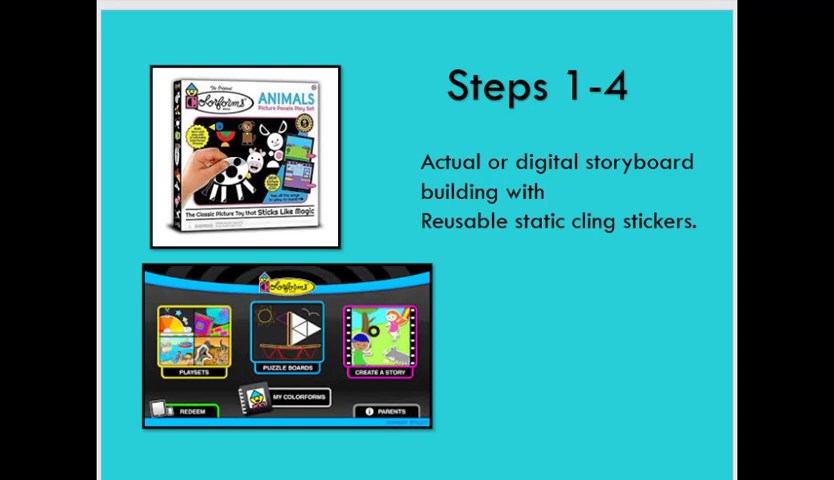 Steps 1-4
Actual or digital storyboard
building with
Reusable static cling stickers.
The Original
Colorforms
ANIMALS
Picture Panels Play Set
The Classic Picture Toy that Sticks Like Magic
Colorforms
PLAYSETS
PUZZLE BOARDS
CREATE A STORY
MY COLORFORMS
REDEEM
PARENTS